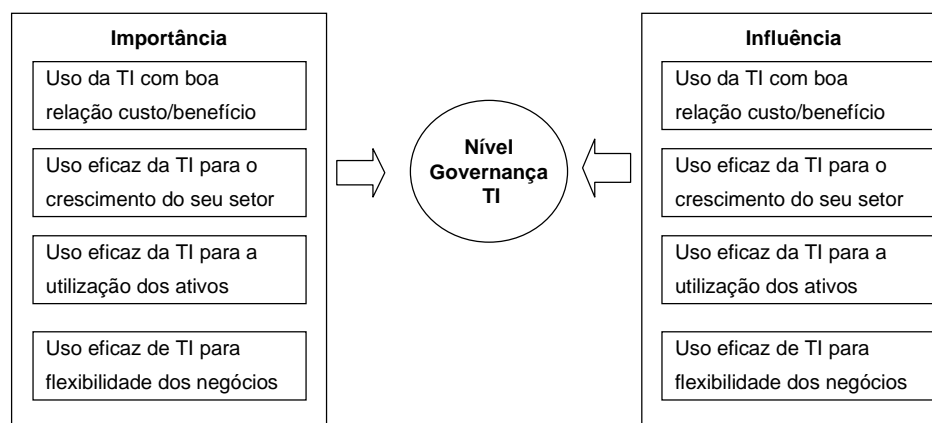 Importância
Uso da TI com boa
relação custo/benefício
Uso eficaz da TI para o
crescimento do seu setor
Uso eficaz da TI para a
utilização dos ativos
Uso eficaz de TI para
flexibilidade dos negócios
Nível
Governança
TI
Influência
Uso da TI com boa
relação custo/benefício
Uso eficaz da TI para o
crescimento do seu setor
Uso eficaz da TI para a
utilização dos ativos
Uso eficaz de TI para
flexibilidade dos negócios